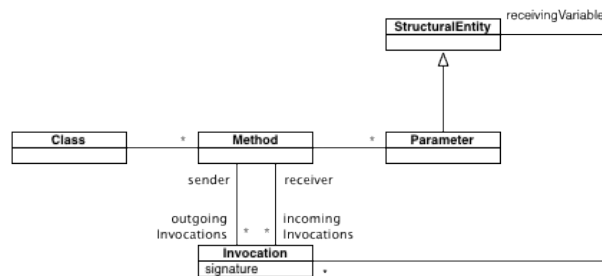 receivingVariable
StructuralEntity
Class
*
Method
*
Parameter
sender
receiver
outgoing
Invocations
*
*
incoming
Invocations
Invocation
signature
*